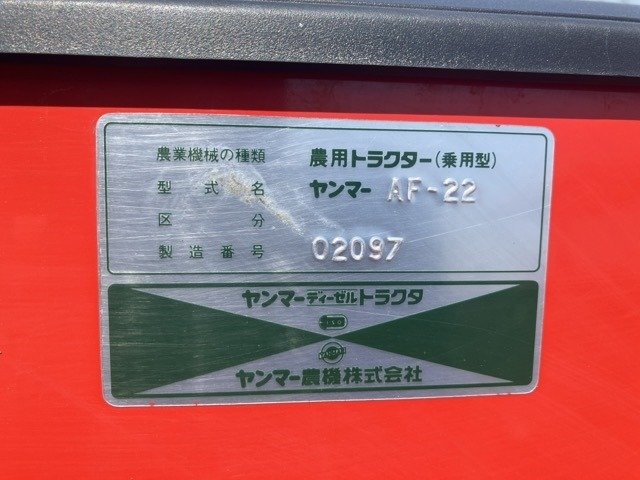 農業機械の種類 農用トラクター(乗用型)
型式名 ヤンマー AF-22
区分
製造番号 02097
ヤンマーディーゼルトラクタ
ヤンマー農機株式会社